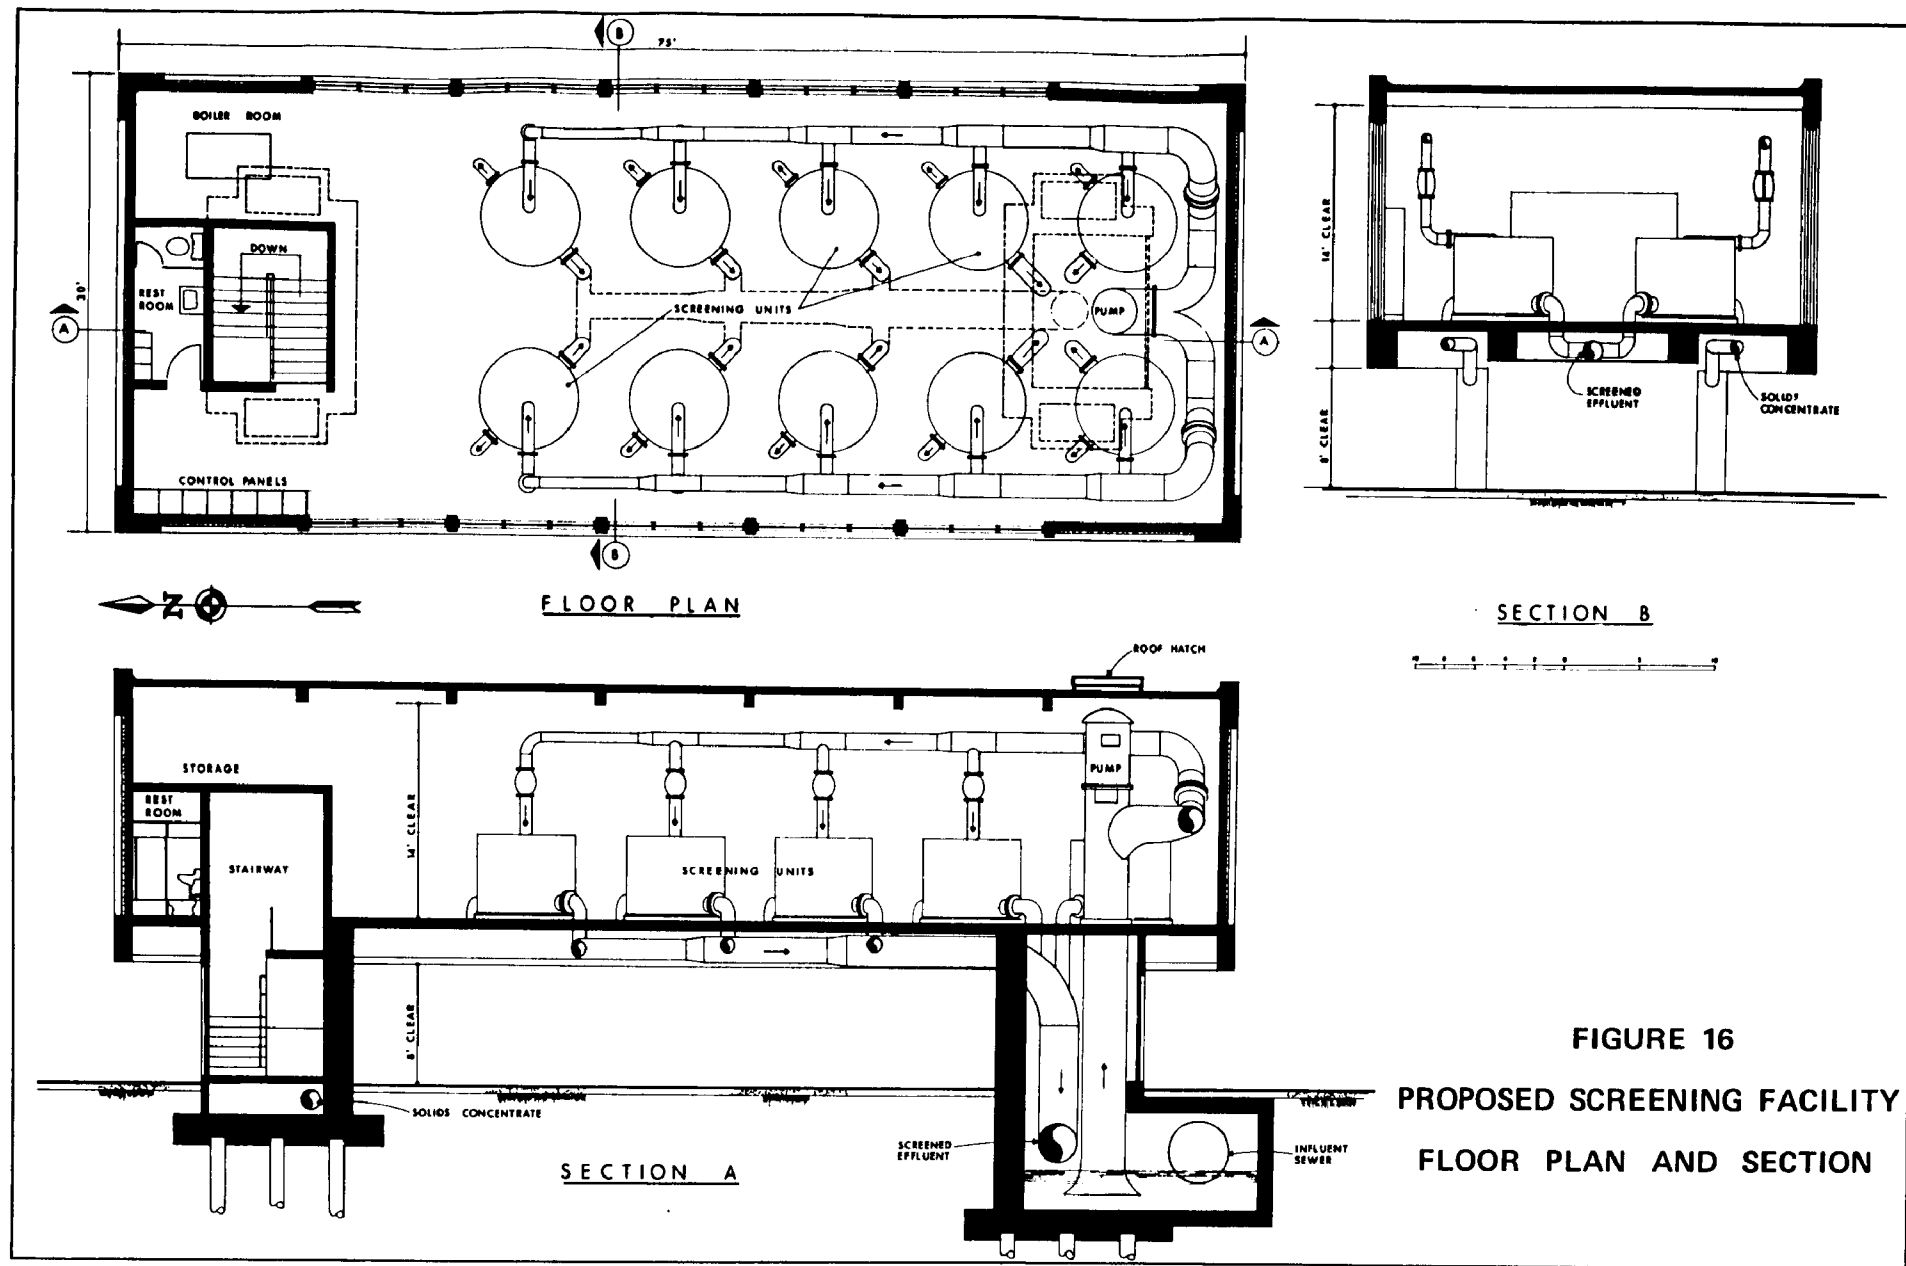 B
75'
BOILER ROOM
DOWN
REST
ROOM
30'
A
SCREENING UNITS
PUMP
A
CONTROL PANELS
B
N
FLOOR PLAN
14' CLEAR
8' CLEAR
SCREENED
EFFLUENT
SOLIDS
CONCENTRATE
SECTION B
ROOF HATCH
STORAGE
REST
ROOM
STAIRWAY
14' CLEAR
SCREENING UNITS
PUMP
8' CLEAR
SOLIDS CONCENTRATE
SCREENED
EFFLUENT
INFLUENT
SEWER
SECTION A
FIGURE 16
PROPOSED SCREENING FACILITY
FLOOR PLAN AND SECTION